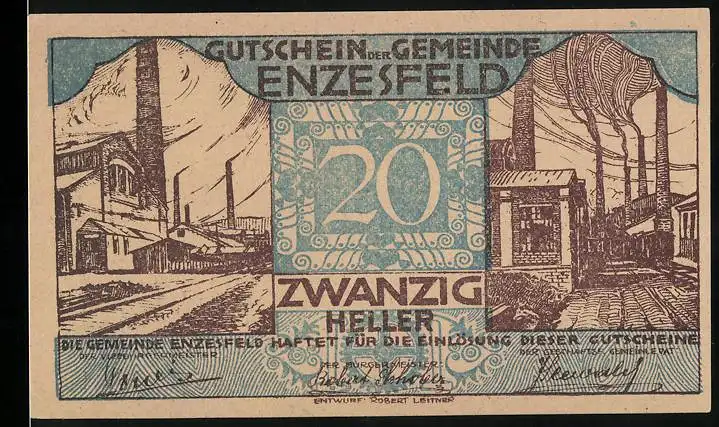 GUTSCHEIN DER GEMEINDE
ENZESFELD
20
ZWANZIG
HELLER
DIE GEMEINDE ENZESFELD HAFTET FÜR DIE EINLÖSUNG DIESER GUTSCHEINE
DER BÜRGERMEISTER:
ENTWURF: ROBERT LEITNER